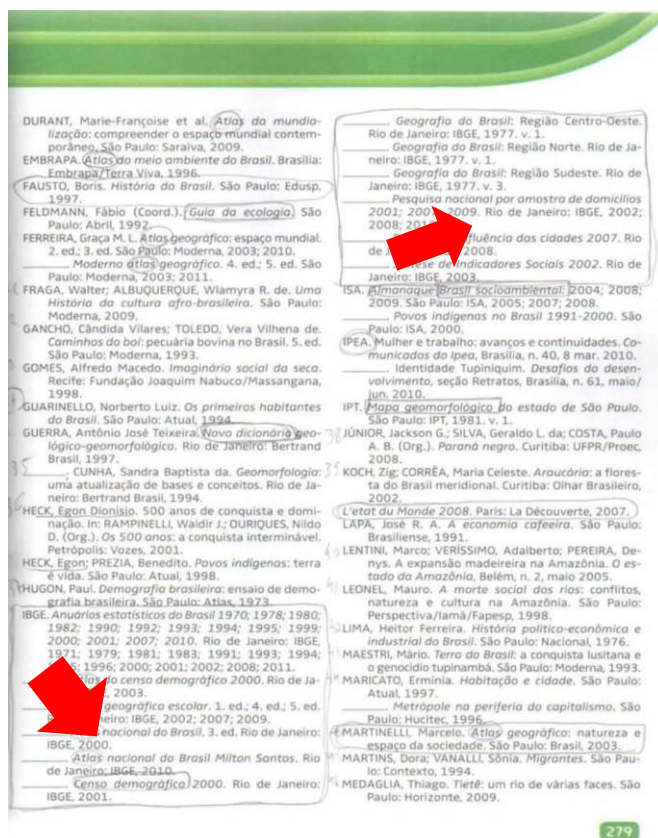 DURANT, Marie-Françoise et al. Atlas da mundia-
lização: compreender o espaço mundial contem-
porâneo. São Paulo: Saraiva, 2009.
EMBRAPA. Atlas do meio ambiente do Brasil. Brasília:
Embrapa/Terra Viva, 1996.
FAUSTO, Boris. História do Brasil. São Paulo: Edusp,
1997.
FELDMANN, Fábio (Coord.). Guia da ecologia. São
Paulo: Abril, 1992.
FERREIRA, Graça M. L. Atlas geográfico: espaço mundial.
2. ed.; 3. ed. São Paulo: Moderna, 2003; 2010.
______. Moderno atlas geográfico. 4. ed.; 5. ed. São
Paulo: Moderna, 2003; 2011.
FRAGA, Walter; ALBUQUERQUE, Wlamyra R. de. Uma
História da cultura afro-brasileira. São Paulo:
Moderna, 2009.
GANCHO, Cândida Vilares; TOLEDO, Vera Vilhena de.
Caminhos do boi: pecuária bovina no Brasil. 5. ed.
São Paulo: Moderna, 1993.
GOMES, Alfredo Macedo. Imaginário social da seca.
Recife: Fundação Joaquim Nabuco/Massangana,
1998.
GUARINELLO, Norberto Luiz. Os primeiros habitantes
do Brasil. São Paulo: Atual, 1994.
GUERRA, Antônio José Teixeira. Novo dicionário geo-
lógico-geomorfológico. Rio de Janeiro: Bertrand
Brasil, 1997.
35 ______. CUNHA, Sandra Baptista da. Geomorfologia:
uma atualização de bases e conceitos. Rio de Ja-
neiro: Bertrand Brasil, 1994.
HECK, Egon Dionísio. 500 anos de conquista e domi-
nação. In: RAMPINELLI, Waldir J.; OURIQUES, Nildo
D. (Org.). Os 500 anos: a conquista interminável.
Petrópolis: Vozes, 2001.
HECK, Egon; PREZIA, Benedito. Povos indígenas: terra
é vida. São Paulo: Atual, 1998.
HUGON, Paul. Demografia brasileira: ensaio de demo-
grafia brasileira. São Paulo: Atlas, 1973.
IBGE. Anuários estatísticos do Brasil 1970; 1978; 1980;
1982; 1990; 1992; 1993; 1994; 1995; 1999;
2000; 2001; 2007; 2010. Rio de Janeiro: IBGE,
1971; 1979; 1981; 1983; 1991; 1993; 1994;
1996; 2000; 2001; 2002; 2008; 2011.
do censo demográfico 2000. Rio de Ja-
2003.
geográfico escolar. 1. ed.; 4. ed.; 5. ed.
IBGE, 2002; 2007; 2009.
nacional do Brasil. 3. ed. Rio de Janeiro:
IBGE, 2000.
______. Atlas nacional do Brasil Milton Santos. Rio
de Janeiro: IBGE, 2010.
______. Censo demográfico 2000. Rio de Janeiro:
IBGE, 2001.
______. Geografia do Brasil: Região Centro-Oeste.
Rio de Janeiro: IBGE, 1977. v. 1.
______. Geografia do Brasil: Região Norte. Rio de Ja-
neiro: IBGE, 1977. v. 1.
______. Geografia do Brasil: Região Sudeste. Rio de
Janeiro: IBGE, 1977. v. 3.
______. Pesquisa nacional por amostra de domicílios
2001; 2009. Rio de Janeiro: IBGE, 2002;
2008;
das cidades 2007. Rio
de 2008.
de Indicadores Sociais 2002. Rio de
Janeiro: IBGE, 2003.
ISA. Almanaque Brasil socioambiental: 2004; 2008;
2009. São Paulo: ISA, 2005; 2007; 2008.
______. Povos indígenas no Brasil 1991-2000. São
Paulo: ISA, 2000.
IPEA. Mulher e trabalho: avanços e continuidades. Co-
municados do Ipea, Brasília, n. 40, 8 mar. 2010.
______. Identidade Tupiniquim. Desafios do desen-
volvimento, seção Retratos, Brasília, n. 61, maio/
jun. 2010.
IPT. Mapa geomorfológico do estado de São Paulo.
São Paulo: IPT, 1981. v. 1.
38 JÚNIOR, Jackson G.; SILVA, Geraldo L. da; COSTA, Paulo
A. B. (Org.). Paraná negro. Curitiba: UFPR/Proec,
2008.
KOCH, Zig; CORRÊA, Maria Celeste. Araucária: a flores-
ta do Brasil meridional. Curitiba: Olhar Brasileiro,
2002.
L'etat du Monde 2008. Paris: La Découverte, 2007.
LAPA, José R. A. A economia cafeeira. São Paulo:
Brasiliense, 1991.
LENTINI, Marco; VERÍSSIMO, Adalberto; PEREIRA, De-
nys. A expansão madeireira na Amazônia. O es-
tado da Amazônia, Belém, n. 2, maio 2005.
LEONEL, Mauro. A morte social dos rios: conflitos,
natureza e cultura na Amazônia. São Paulo:
Perspectiva/Iamá/Fapesp, 1998.
LIMA, Heitor Ferreira. História político-econômica e
industrial do Brasil. São Paulo: Nacional, 1976.
MAESTRI, Mário. Terra do Brasil: a conquista lusitana e
o genocídio tupinambá. São Paulo: Moderna, 1993.
MARICATO, Ermínia. Habitação e cidade. São Paulo:
Atual, 1997.
______. Metrópole na periferia do capitalismo. São
Paulo: Hucitec, 1996.
MARTINELLI, Marcelo. Atlas geográfico: natureza e
espaço da sociedade. São Paulo: Brasil, 2003.
MARTINS, Dora; VANALLI, Sônia. Migrantes. São Pau-
lo: Contexto, 1994.
MEDAGLIA, Thiago. Tietê: um rio de várias faces. São
Paulo: Horizonte, 2009.
279